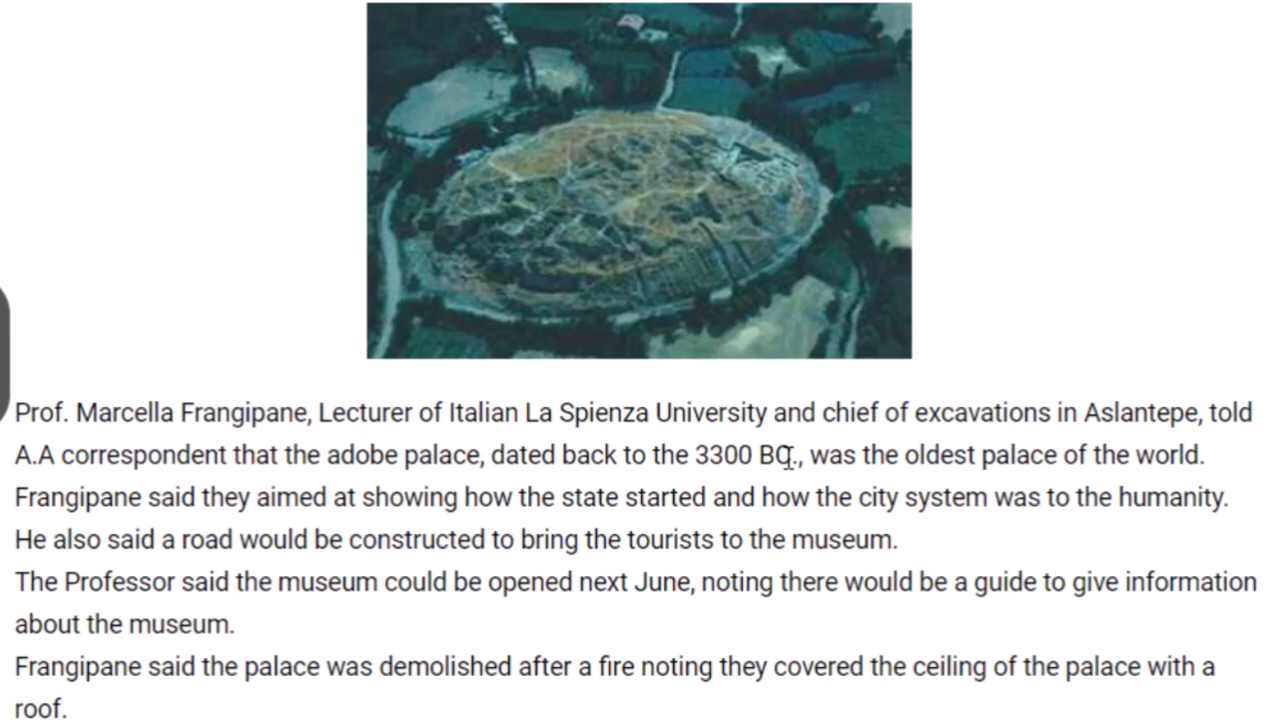 Prof. Marcella Frangipane, Lecturer of Italian La Spienza University and chief of excavations in Aslantepe, told
A.A correspondent that the adobe palace, dated back to the 3300 BC., was the oldest palace of the world.
Frangipane said they aimed at showing how the state started and how the city system was to the humanity.
He also said a road would be constructed to bring the tourists to the museum.
The Professor said the museum could be opened next June, noting there would be a guide to give information
about the museum.
Frangipane said the palace was demolished after a fire noting they covered the ceiling of the palace with a
roof.